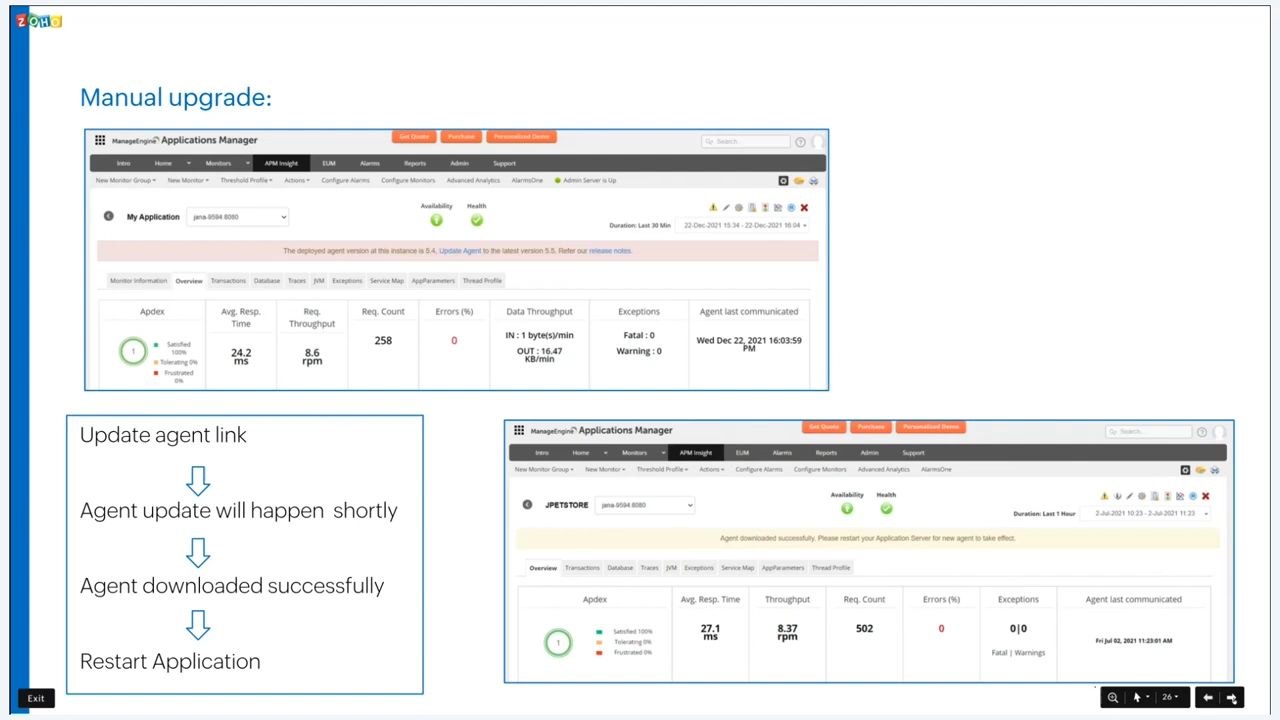 ZOHO
Manual upgrade:
ManageEngine Applications Manager
Get Quote Purchase Personalized Demo
Search...
Intro Home Monitors APM Insight EUM Alarms Reports Admin Support
New Monitor Group New Monitor Threshold Profile Actions Configure Alarms Configure Monitors Advanced Analytics AlarmsOne Admin Server is Up
Availability Health
My Application jana-9594:8080
Duration: Last 30 Min 22-Dec-2021 15:34 - 22-Dec-2021 16:04
The deployed agent version at this instance is 5.4, Update Agent to the latest version 5.5. Refer our release notes.
Monitor Information Overview Transactions Database Traces JVM Exceptions Service Map AppParameters Thread Profile
Apdex
1
Satisfied
100%
Tolerating 0%
Frustrated
0%
Avg. Resp.
Time
24.2
ms
Req.
Throughput
8.6
rpm
Req. Count
258
Errors (%)
0
Data Throughput
IN : 1 byte(s)/min
OUT : 16.47
KB/min
Exceptions
Fatal : 0
Warning : 0
Agent last communicated
Wed Dec 22, 2021 16:03:59
PM
Update agent link
Agent update will happen shortly
Agent downloaded successfully
Restart Application
ManageEngine Applications Manager
Get Quote Purchase Personalized Demo
Search...
Intro Home Monitors APM Insight EUM Alarms Reports Admin Support
New Monitor Group New Monitor Threshold Profile Actions Configure Alarms Configure Monitors Advanced Analytics AlarmsOne
Availability Health
JPETSTORE jana-9594:8080
Duration: Last 1 Hour 2-Jul-2021 10:23 - 2-Jul-2021 11:23
Agent downloaded successfully. Please restart your Application Server for new agent to take effect.
Overview Transactions Database Traces JVM Exceptions Service Map AppParameters Thread Profile
Apdex
1
Satisfied 100%
Tolerating 0%
Frustrated 0%
Avg. Resp. Time
27.1
ms
Throughput
8.37
rpm
Req. Count
502
Errors (%)
0
Exceptions
0|0
Fatal | Warnings
Agent last communicated
Fri Jul 02, 2021 11:23:01 AM
Exit
26